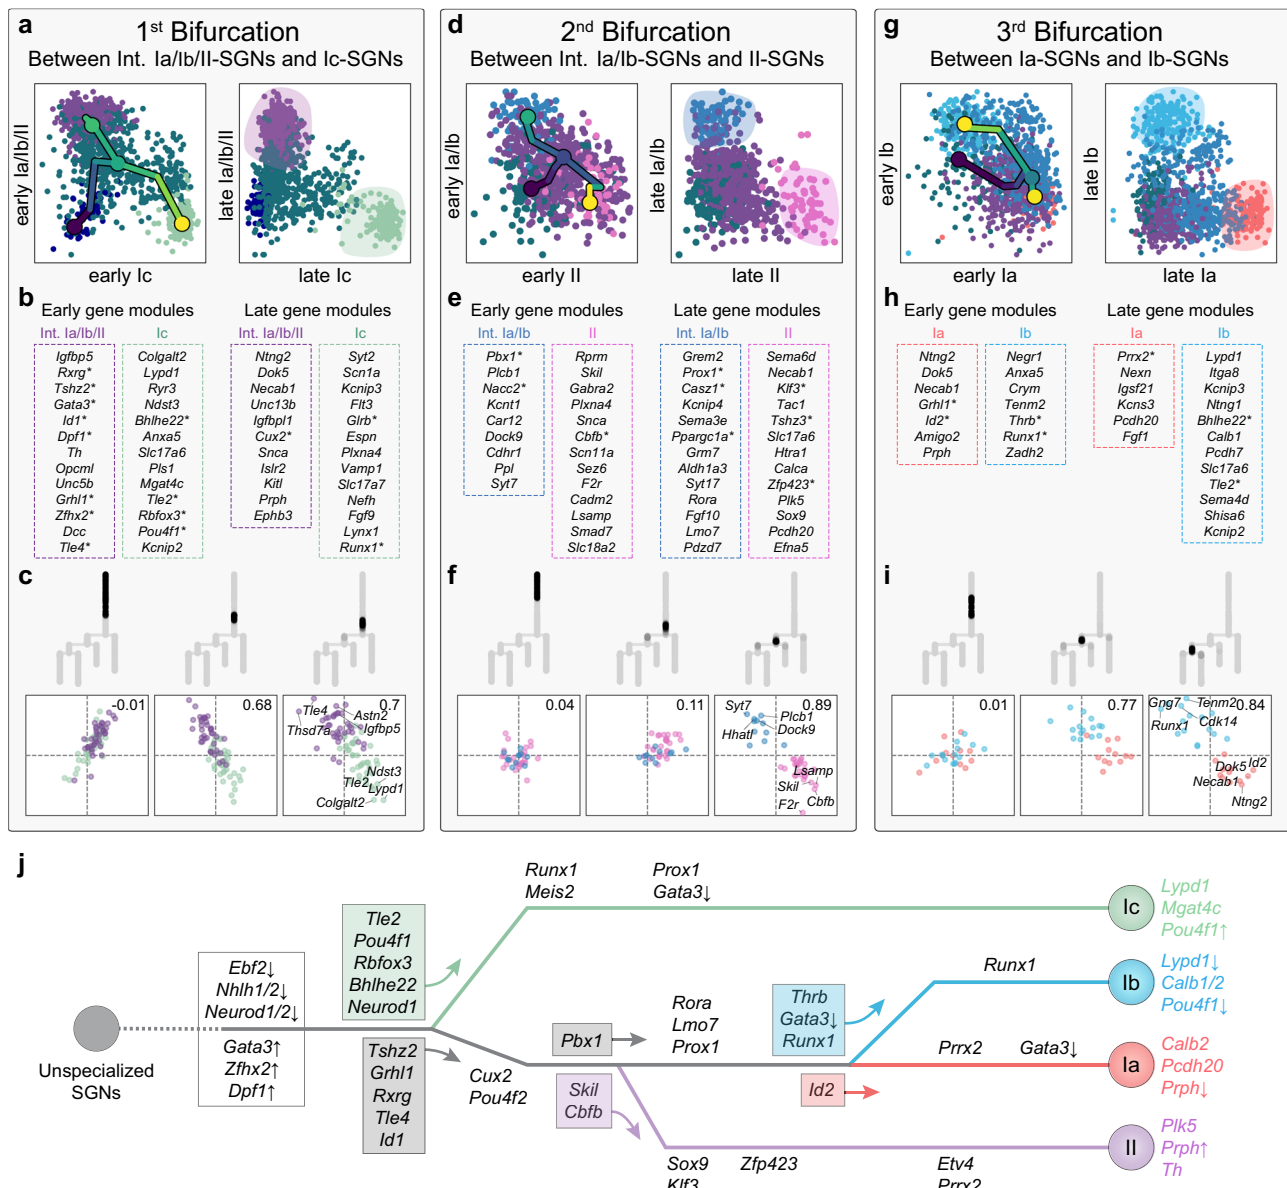 a
1st Bifurcation
Between Int. Ia/Ib/II-SGNs and Ic-SGNs
early Ia/Ib/II
early Ic
late Ia/Ib/II
late Ic
b
Early gene modules
Late gene modules
Int. Ia/Ib/II
Ic
Int. Ia/Ib/II
Ic
Igfbp5
Rxrg*
Tshz2*
Gata3*
Id1*
Dpf1*
Th
Opcml
Unc5b
Grhl1*
Zfhx2*
Dcc
Tle4*
Colgalt2
Lypd1
Ryr3
Ndst3
Bhlhe22*
Anxa5
Slc17a6
Pls1
Mgat4c
Tle2*
Rbfox3*
Pou4f1*
Kcnip2
Ntng2
Dok5
Necab1
Unc13b
Igfbpl1
Cux2*
Snca
Islr2
Kitl
Prph
Ephb3
Syt2
Scn1a
Kcnip3
Flt3
Glrb*
Espn
Plxna4
Vamp1
Slc17a7
Nefh
Fgf9
Lynx1
Runx1*
c
-0.01
0.68
0.7
Tle4
Astn2
Thsd7a
Igfbp5
Ndst3
Tle2
Lypd1
Colgalt2
d
2nd Bifurcation
Between Int. Ia/Ib-SGNs and II-SGNs
early Ia/Ib
early II
late Ia/Ib
late II
e
Early gene modules
Late gene modules
Int. Ia/Ib
II
Int. Ia/Ib
II
Pbx1*
Plcb1
Nacc2*
Kcnt1
Car12
Dock9
Cdhr1
Ppl
Syt7
Rprm
Skil
Gabra2
Plxna4
Snca
Cbfb*
Scn11a
Sez6
F2r
Cadm2
Lsamp
Smad7
Slc18a2
Grem2
Prox1*
Casz1*
Kcnip4
Sema3e
Ppargc1a*
Grm7
Aldh1a3
Syt17
Rora
Fgf10
Lmo7
Pdzd7
Sema6d
Necab1
Klf3*
Tac1
Tshz3*
Slc17a6
Htra1
Calca
Zfp423*
Plk5
Sox9
Pcdh20
Efna5
f
0.04
0.11
0.89
Syt7
Plcb1
Hhatl
Dock9
Lsamp
Skil
F2r
Cbfb
g
3rd Bifurcation
Between Ia-SGNs and Ib-SGNs
early Ib
early Ia
late Ib
late Ia
h
Early gene modules
Late gene modules
Ia
Ib
Ia
Ib
Ntng2
Dok5
Necab1
Grhl1*
Id2*
Amigo2
Prph
Negr1
Anxa5
Crym
Tenm2
Thrb*
Runx1*
Zadh2
Prrx2*
Nexn
Igsf21
Kcns3
Pcdh20
Fgf1
Lypd1
Itga8
Kcnip3
Ntng1
Bhlhe22*
Calb1
Pcdh7
Slc17a6
Tle2*
Sema4d
Shisa6
Kcnip2
i
0.01
0.77
0.84
Gng7
Tenm2
Runx1
Cdk14
Dok5
Id2
Necab1
Ntng2
j
Unspecialized
SGNs
Ebf2↓
Nhlh1/2↓
Neurod1/2↓
Gata3↑
Zfhx2↑
Dpf1↑
Tle2
Pou4f1
Rbfox3
Bhlhe22
Neurod1
Tshz2
Grhl1
Rxrg
Tle4
Id1
Runx1
Meis2
Prox1
Gata3↓
Cux2
Pou4f2
Pbx1
Skil
Cbfb
Rora
Lmo7
Prox1
Sox9
Klf3
Zfp423
Thrb
Gata3↓
Runx1
Id2
Runx1
Prrx2
Gata3↓
Etv4
Prrx2
Ic
Lypd1
Mgat4c
Pou4f1↑
Ib
Lypd1↓
Calb1/2
Pou4f1↓
Ia
Calb2
Pcdh20
Prph↓
II
Plk5
Prph↑
Th